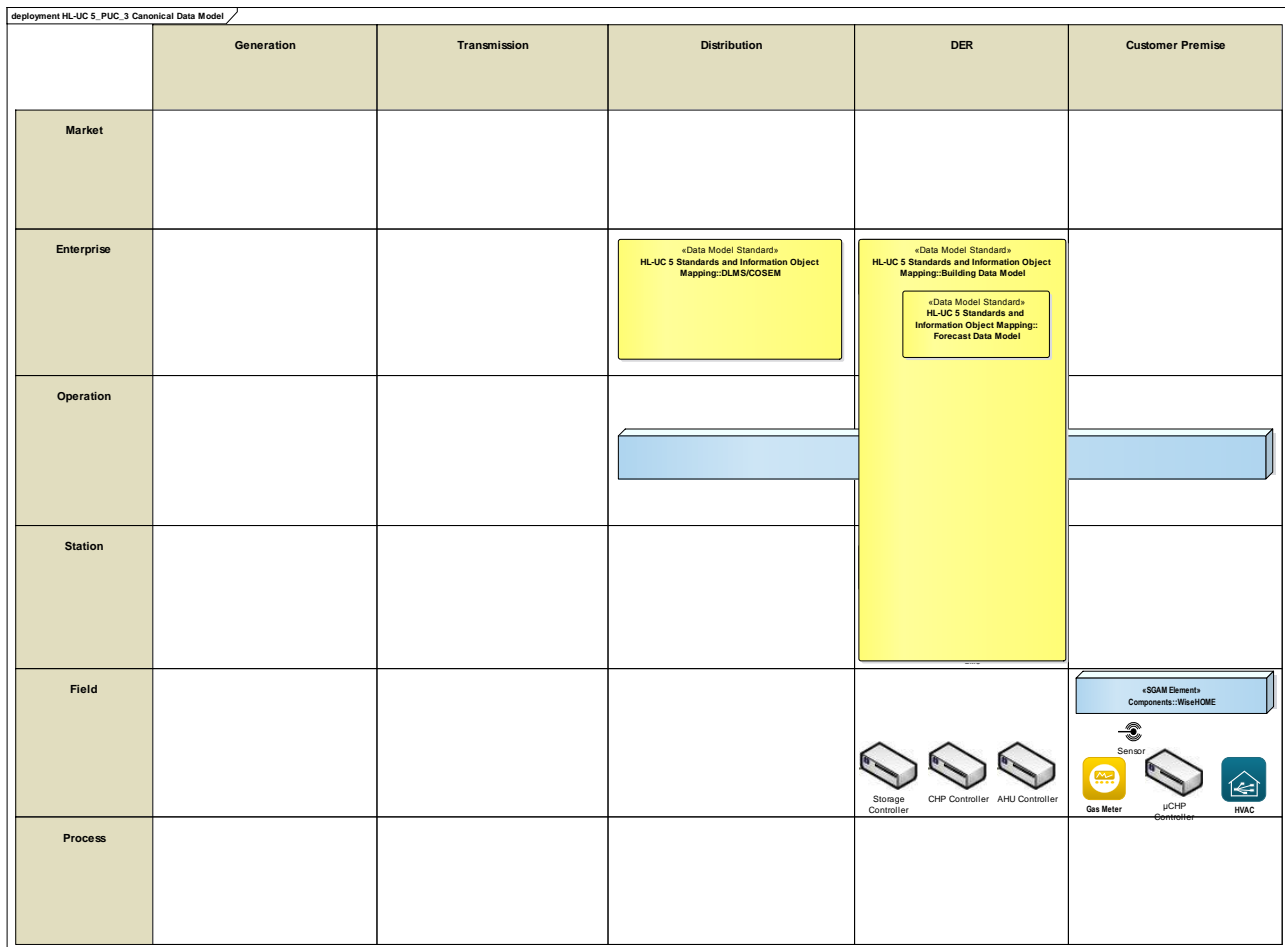 deployment HL-UC 5_PUC_3 Canonical Data Model
Generation
Transmission
Distribution
DER
Customer Premise
Market
Enterprise
«Data Model Standard»
HL-UC 5 Standards and Information Object
Mapping::DLMS/COSEM
«Data Model Standard»
HL-UC 5 Standards and Information Object
Mapping::Building Data Model
«Data Model Standard»
HL-UC 5 Standards and
Information Object Mapping::
Forecast Data Model
Operation
Station
Field
«SGAM Element»
Components::WiseHOME
Sensor
Storage
Controller
CHP Controller
AHU Controller
Gas Meter
µCHP
Controller
HVAC
Process